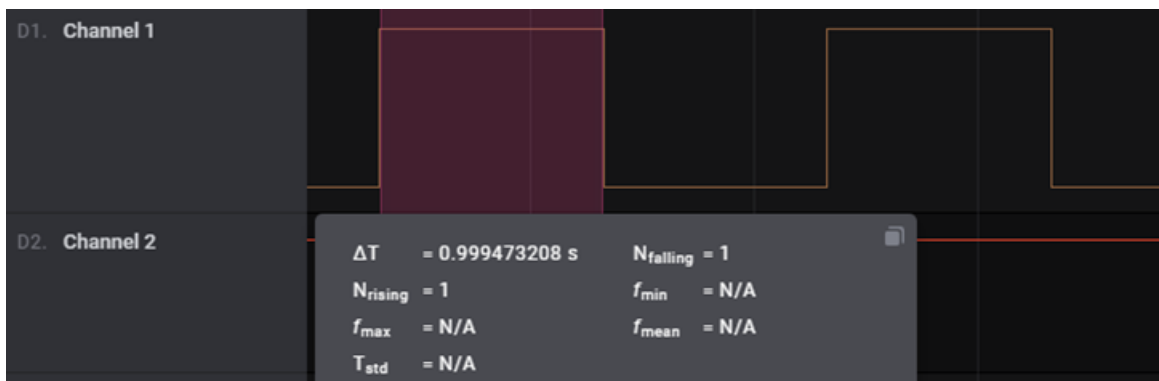 D1. Channel 1
D2. Channel 2
ΔT = 0.999473208 s Nfalling = 1
Nrising = 1 fmin = N/A
fmax = N/A fmean = N/A
Tstd = N/A